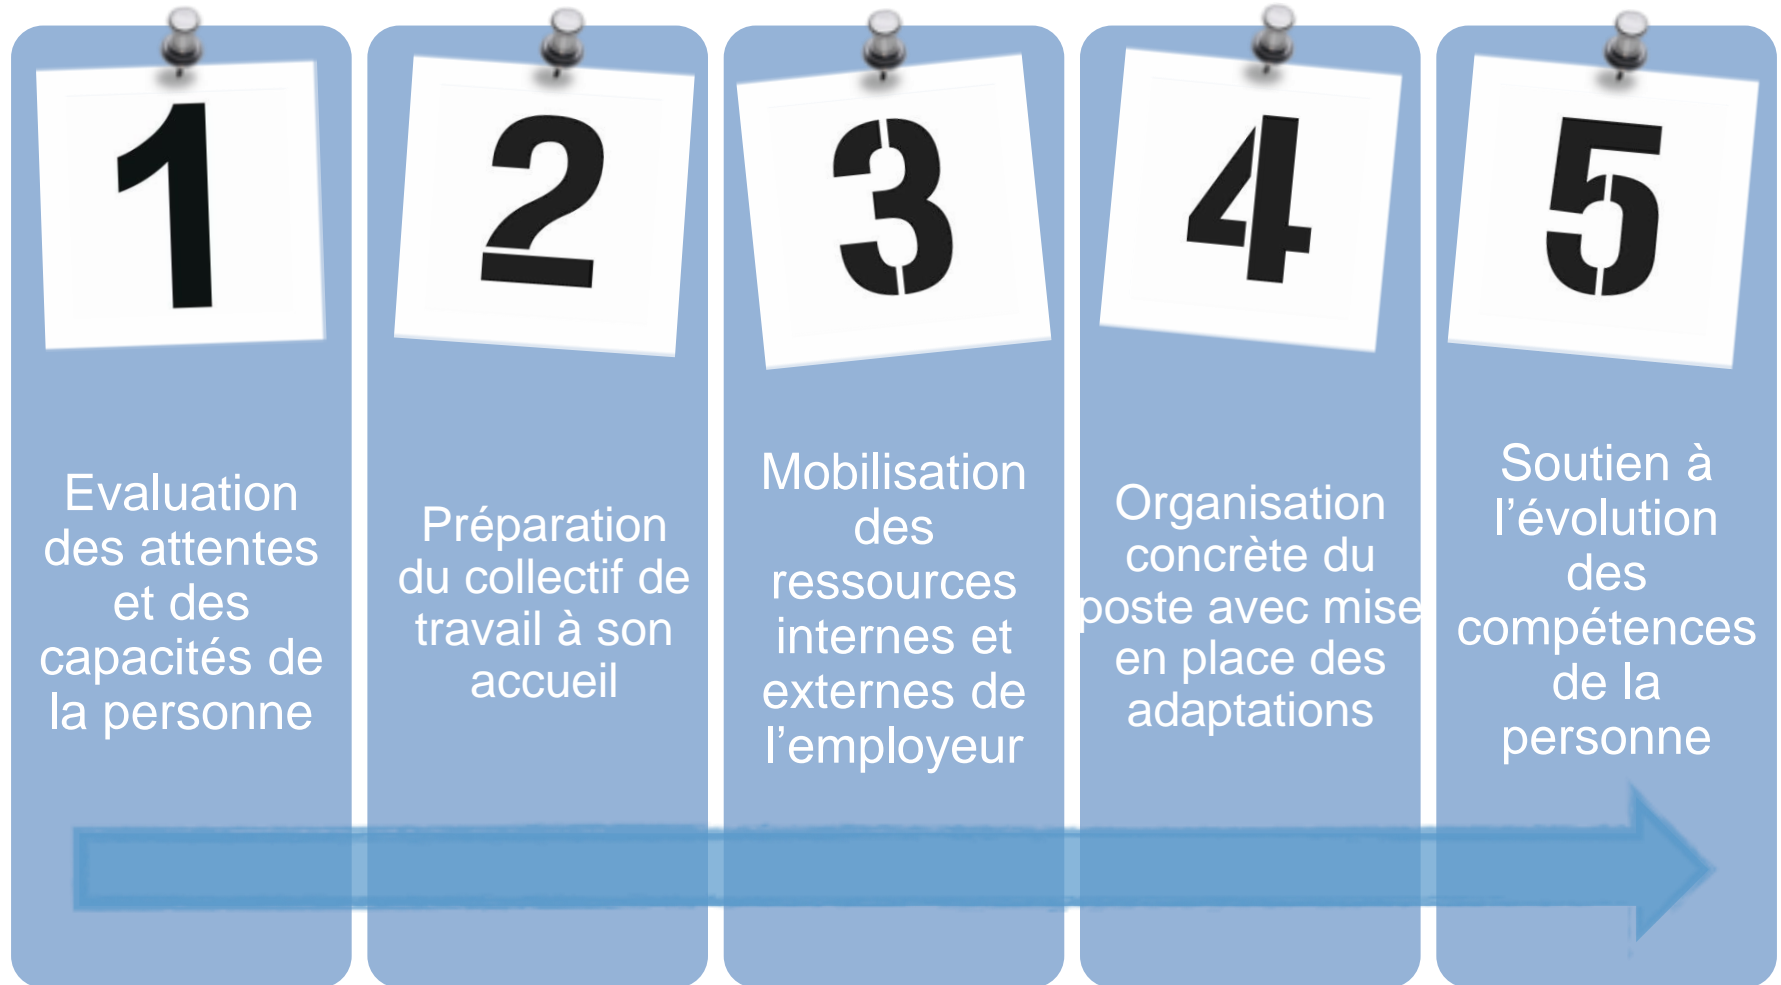 1
Evaluation
des attentes
et des
capacités de
la personne
2
Préparation
du collectif de
travail à son
accueil
3
Mobilisation
des
ressources
internes et
externes de
l’employeur
4
Organisation
concrète du
poste avec mise
en place des
adaptations
5
Soutien à
l’évolution
des
compétences
de la
personne